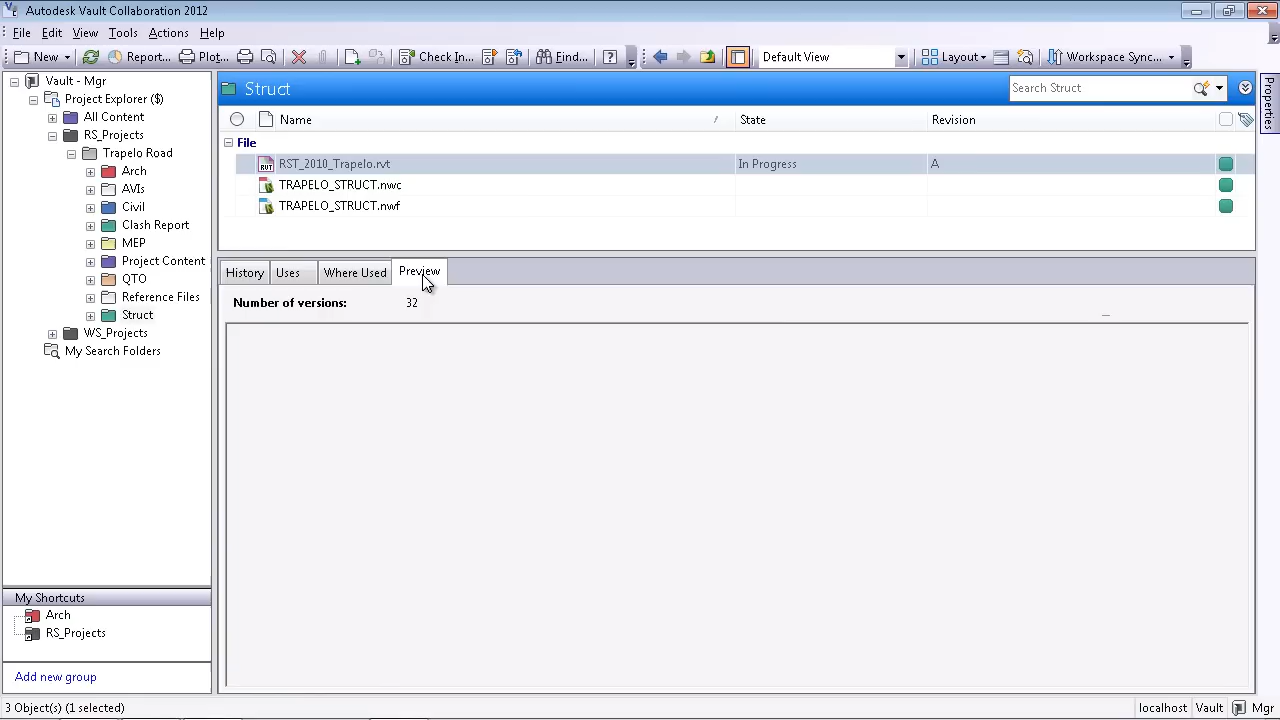 Autodesk Vault Collaboration 2012
File Edit View Tools Actions Help
New Report... Plot... Check In... Find... Default View Layout Workspace Sync...
Vault - Mgr
Project Explorer ($)
All Content
RS_Projects
Trapelo Road
Arch
AVIs
Civil
Clash Report
MEP
Project Content
QTO
Reference Files
Struct
WS_Projects
My Search Folders
My Shortcuts
Arch
RS_Projects
Add new group
Struct Search Struct
Name State Revision
File
RST_2010_Trapelo.rvt In Progress A
TRAPELO_STRUCT.nwc
TRAPELO_STRUCT.nwf
History Uses Where Used Preview
Number of versions: 32
Properties
3 Object(s) (1 selected) localhost Vault Mgr